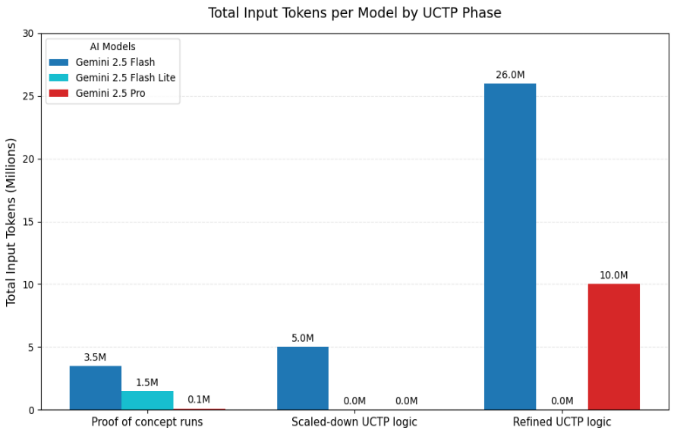 Total Input Tokens per Model by UCTP Phase
Total Input Tokens (Millions)
30
25
20
15
10
5
0
AI Models
Gemini 2.5 Flash
Gemini 2.5 Flash Lite
Gemini 2.5 Pro
3.5M
1.5M
0.1M
5.0M
0.0M
0.0M
26.0M
0.0M
10.0M
Proof of concept runs
Scaled-down UCTP logic
Refined UCTP logic